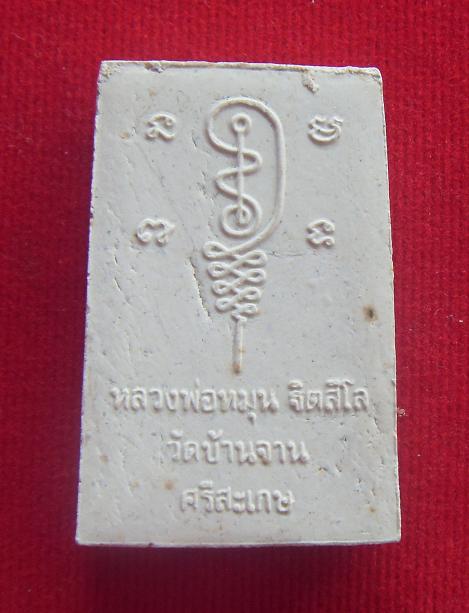 หลวงพ่อหมุน ฐิตสีโล
วัดบ้านจาน
ศรีสะเกษ